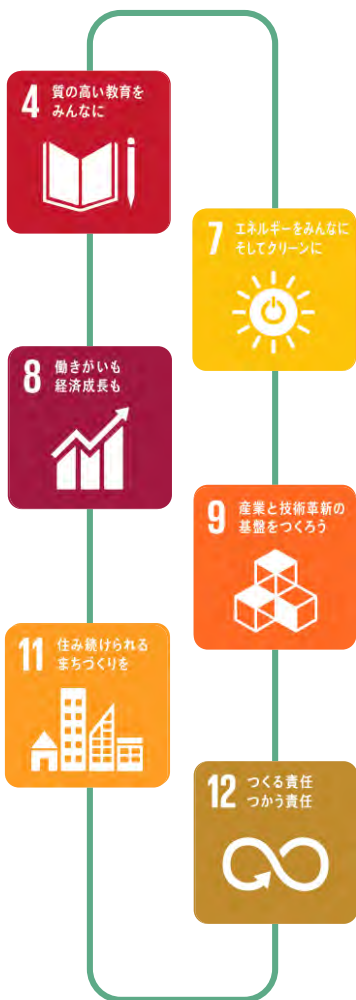 4 質の高い教育を
みんなに
7 エネルギーをみんなに
そしてクリーンに
8 働きがいも
経済成長も
9 産業と技術革新の
基盤をつくろう
11 住み続けられる
まちづくりを
12 つくる責任
つかう責任